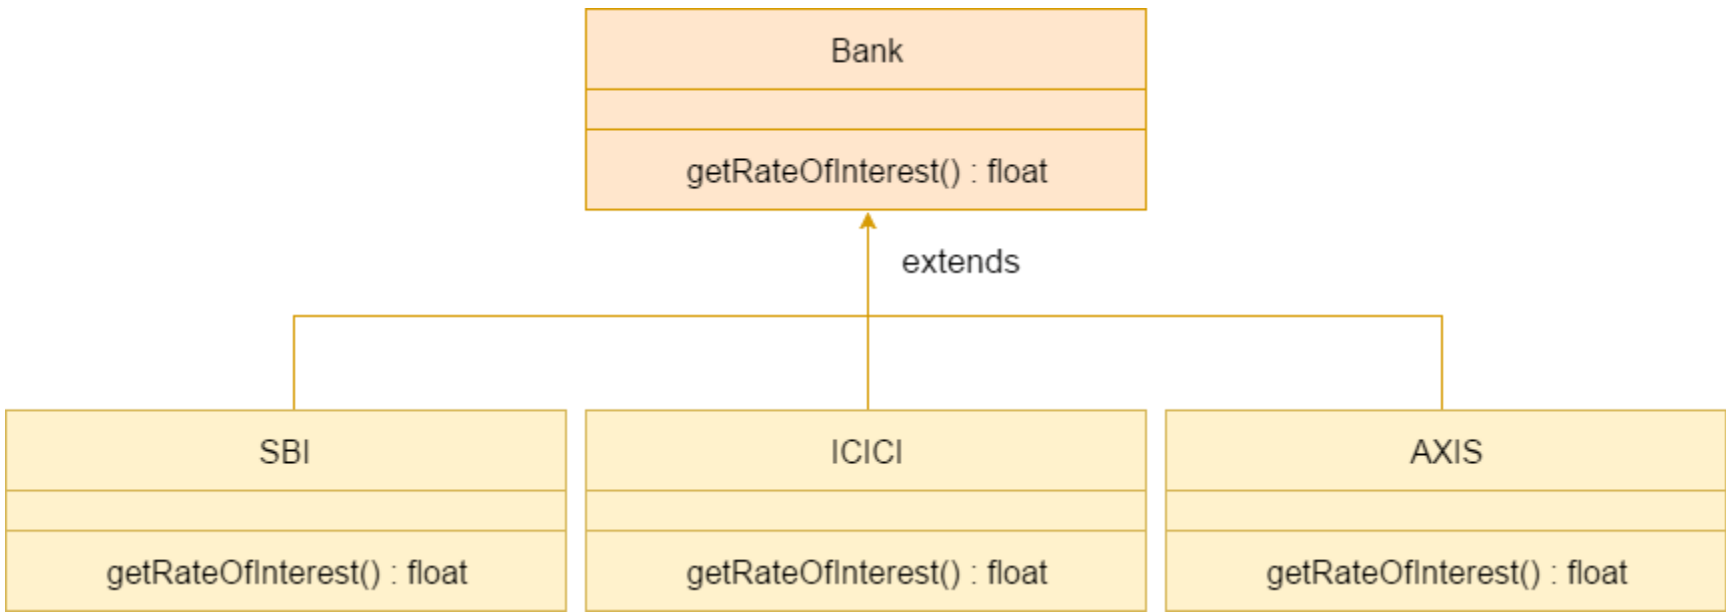 Bank
getRateOfInterest() : float
extends
SBI
ICICI
AXIS
getRateOfInterest() : float
getRateOfInterest() : float
getRateOfInterest() : float